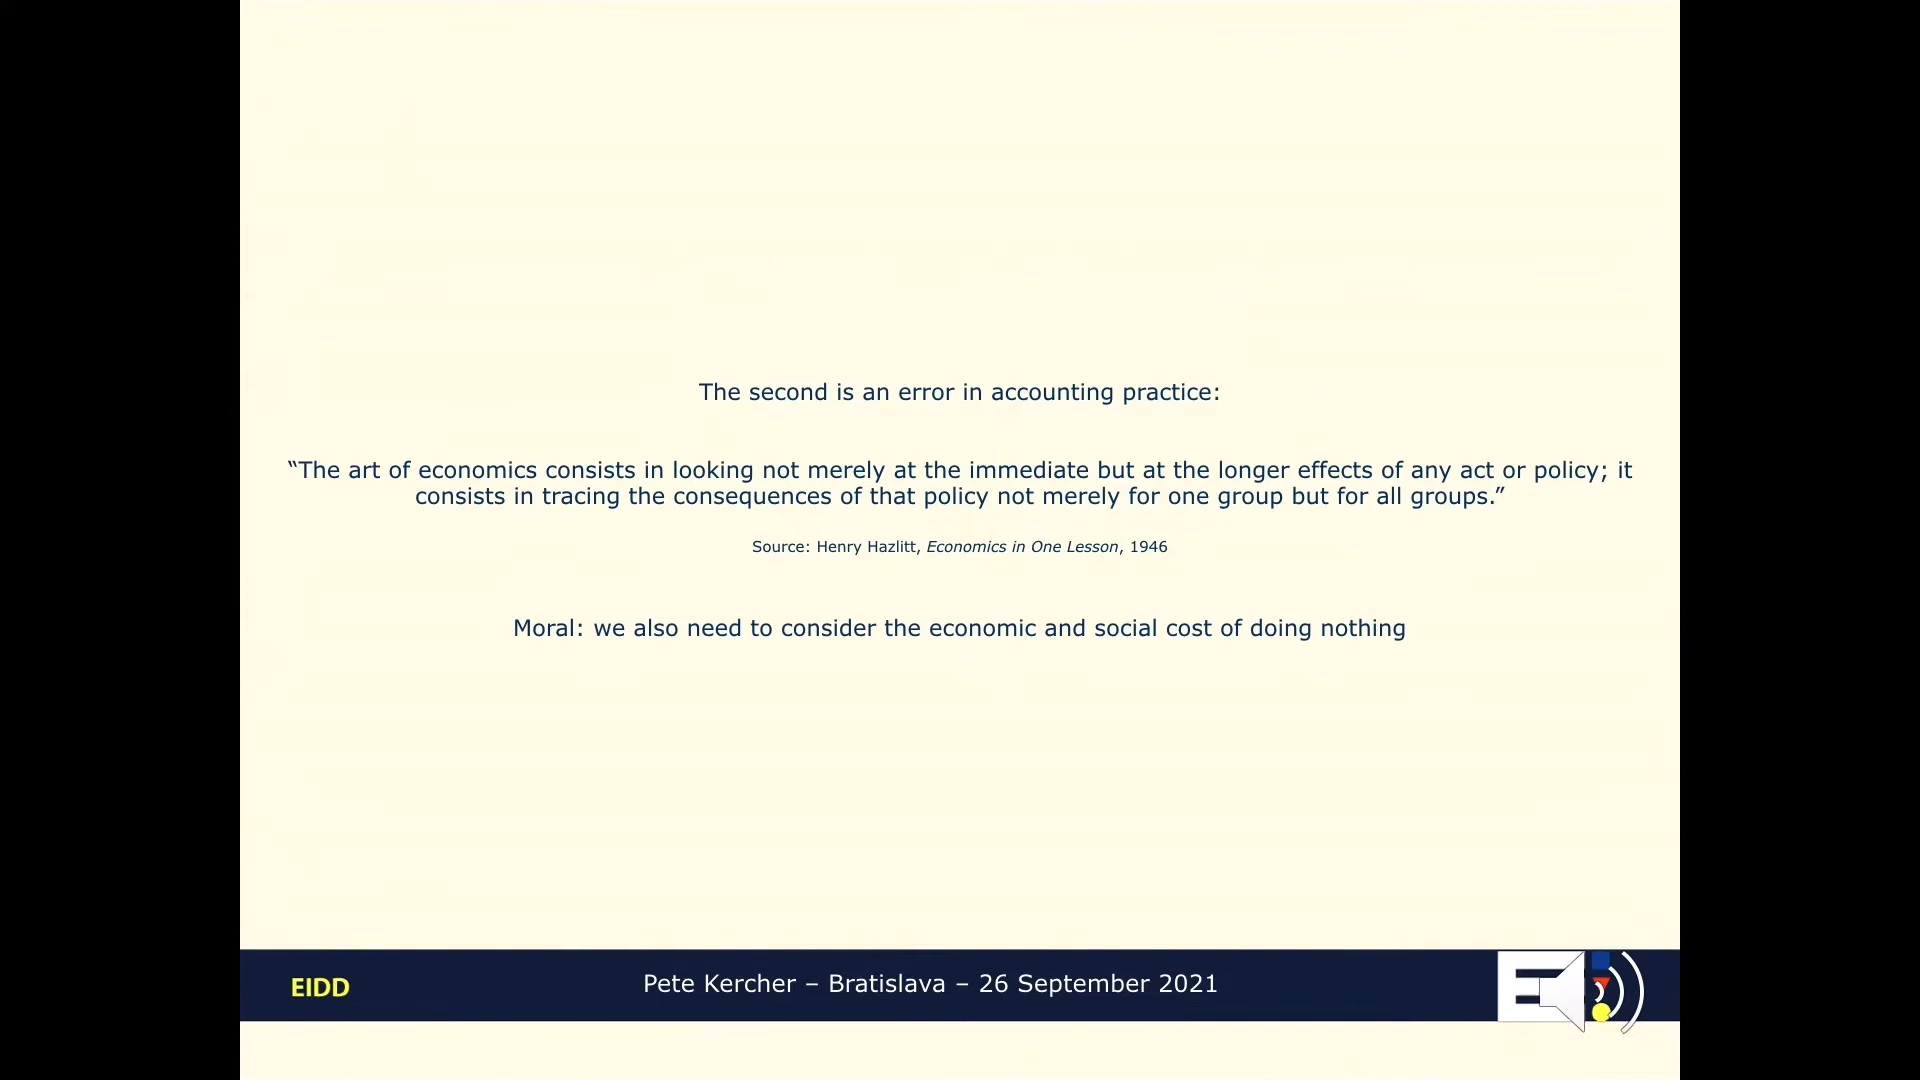 The second is an error in accounting practice:
“The art of economics consists in looking not merely at the immediate but at the longer effects of any act or policy; it
consists in tracing the consequences of that policy not merely for one group but for all groups.”
Source: Henry Hazlitt, Economics in One Lesson, 1946
Moral: we also need to consider the economic and social cost of doing nothing
EIDD
Pete Kercher – Bratislava – 26 September 2021